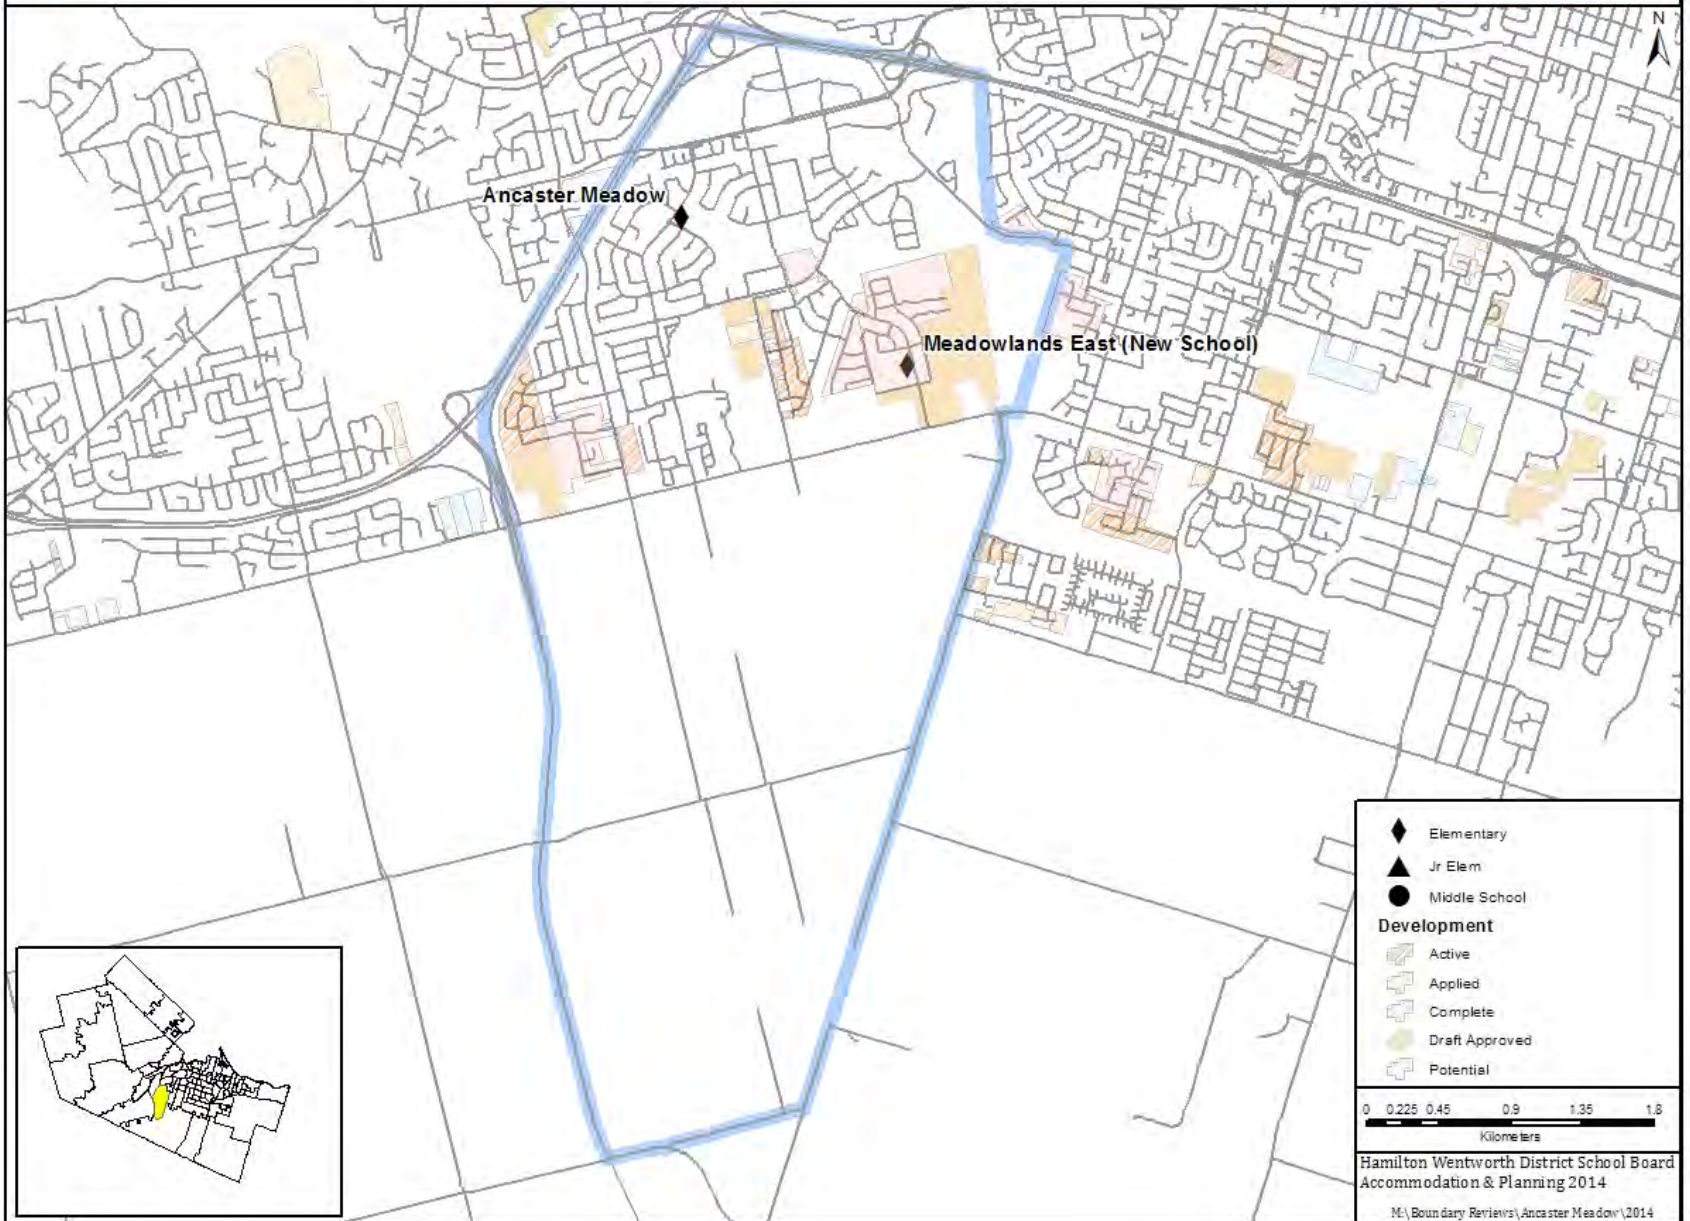 N
Ancaster Meadow
Meadowlands East (New School)
Elementary
Jr Elem
Middle School
Development
Active
Applied
Complete
Draft Approved
Potential
0 0.225 0.45 0.9 1.35 1.8
Kilometers
Hamilton Wentworth District School Board
Accommodation & Planning 2014
M:\Boundary Reviews\Ancaster Meadow\2014